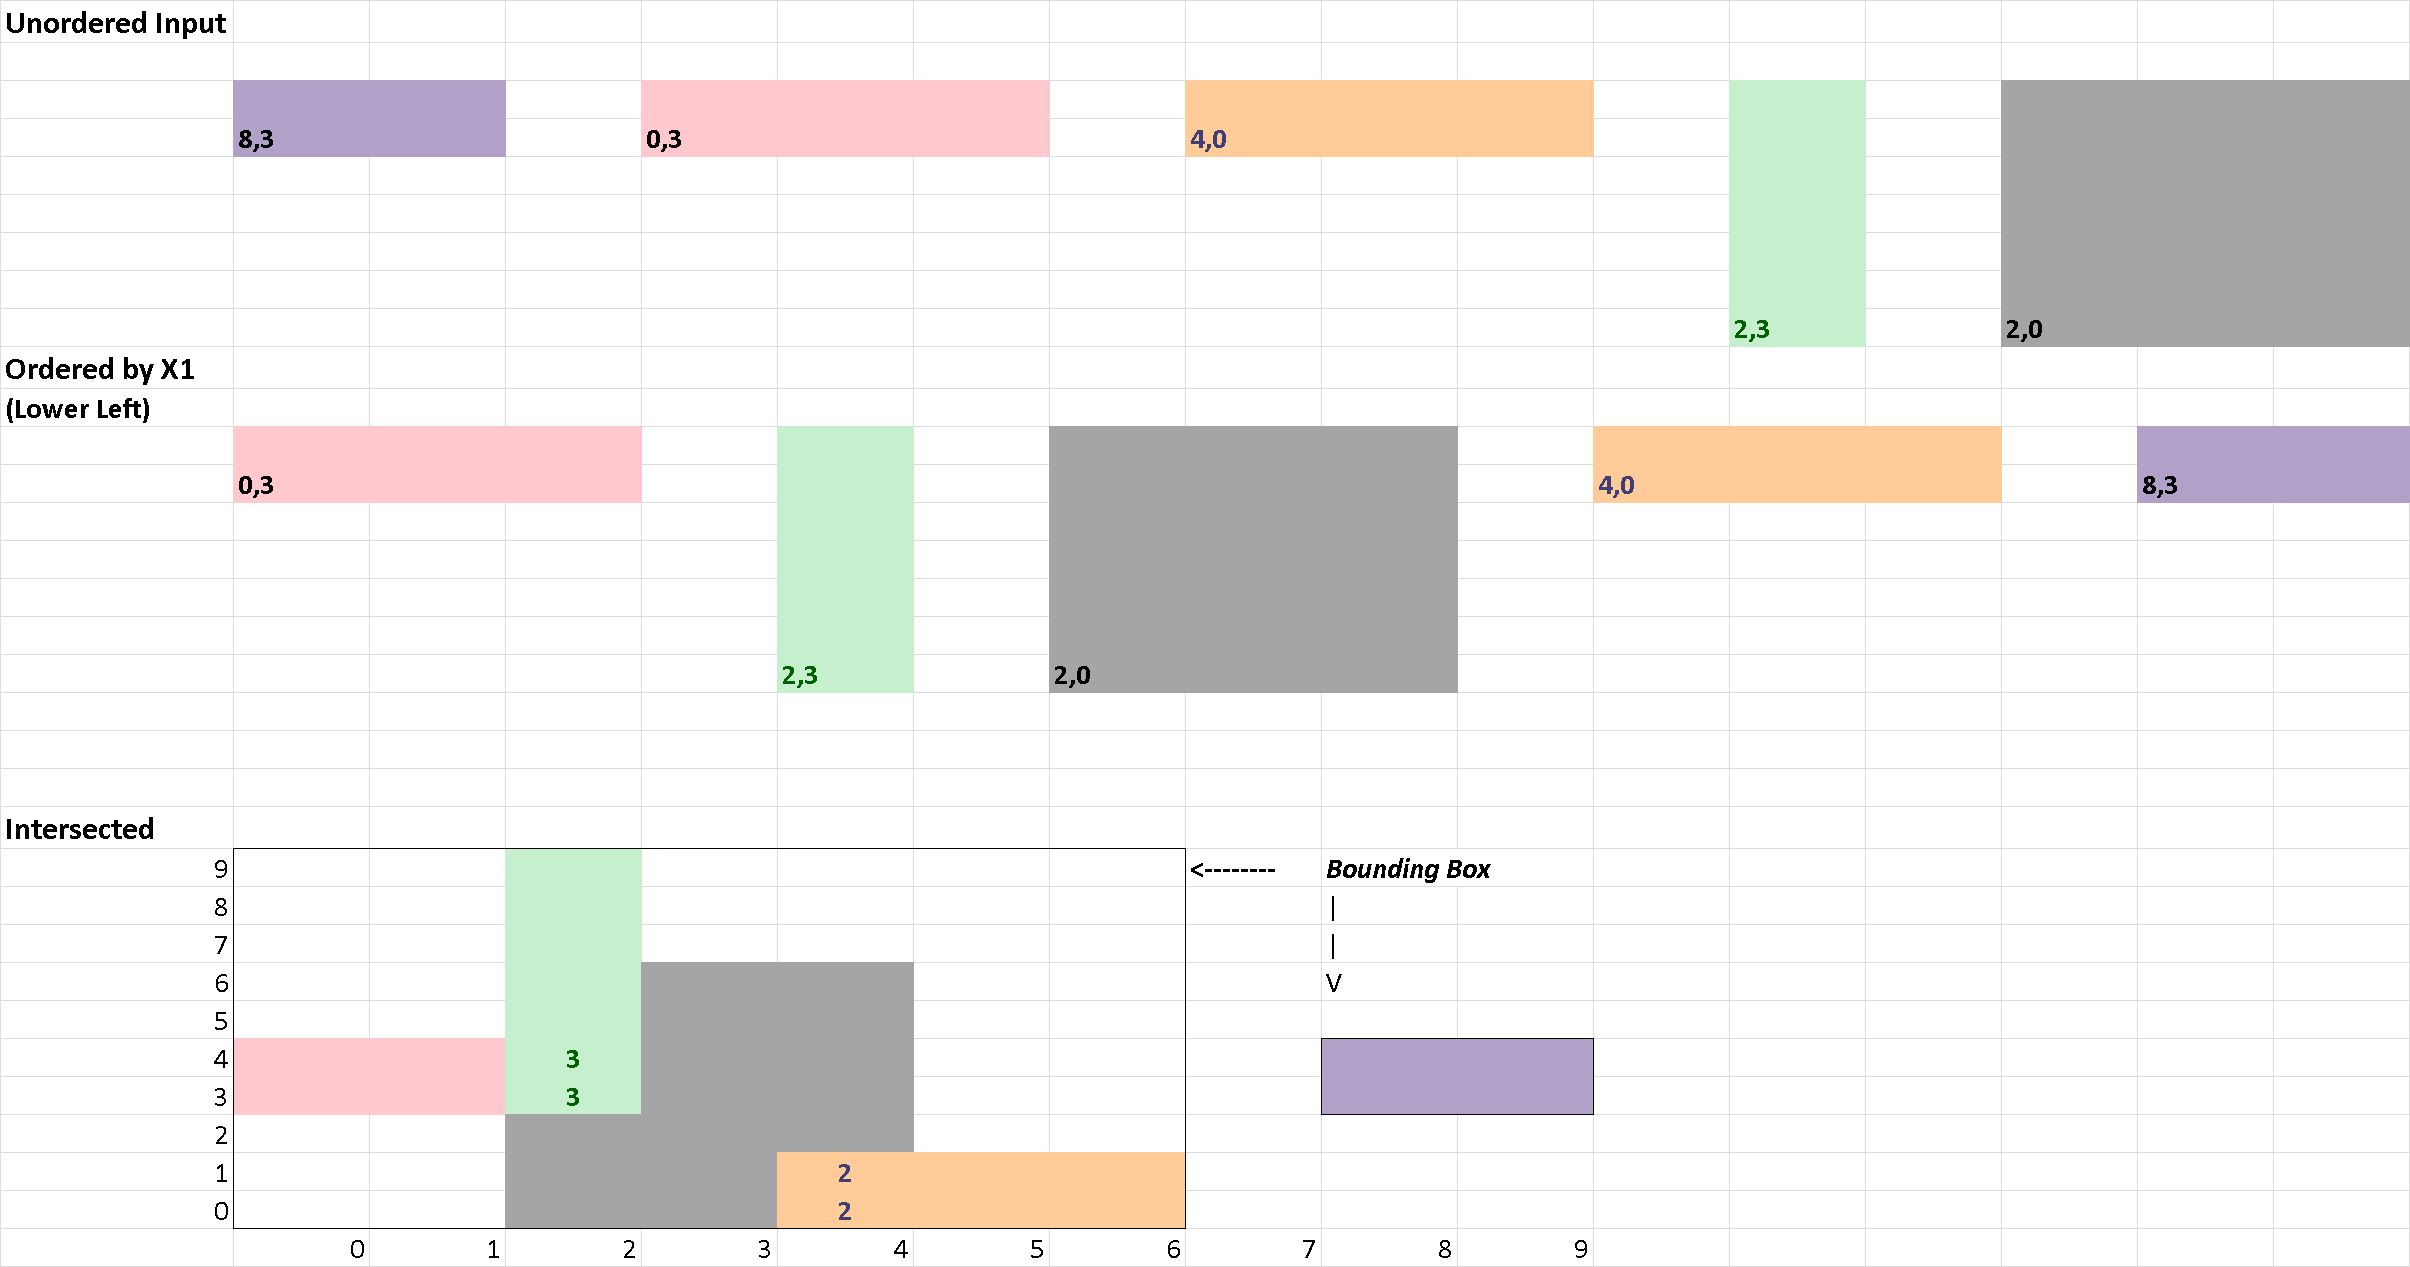 Unordered Input
8,3 0,3 4,0
2,3 2,0
Ordered by X1
(Lower Left)
0,3 4,0 8,3
2,3 2,0
Intersected
9 <-------- Bounding Box
8 |
7 |
6 V
5
4 3
3 3
2
1 2
0 2
0 1 2 3 4 5 6 7 8 9